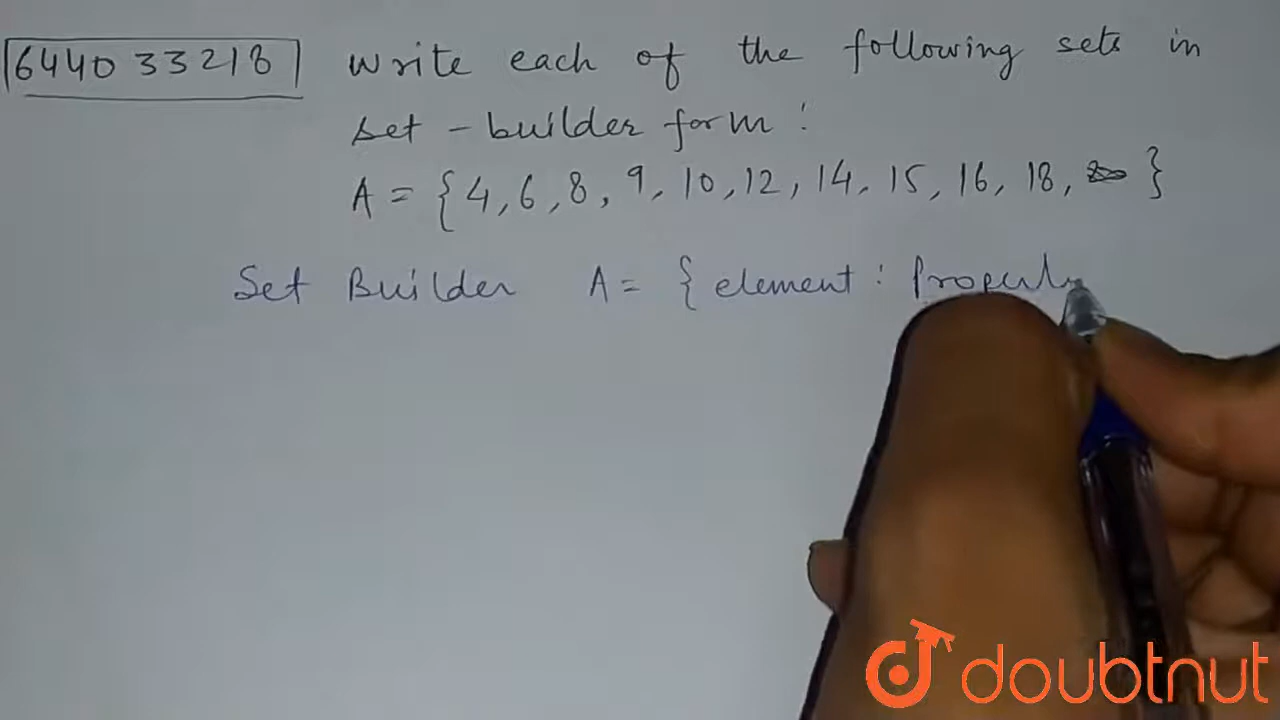 6440 33218 Write each of the following sets in
set - builder form :
A = { 4, 6, 8, 9, 10, 12, 14, 15, 16, 18, }
Set Builder A = { element : Property
doubtnut